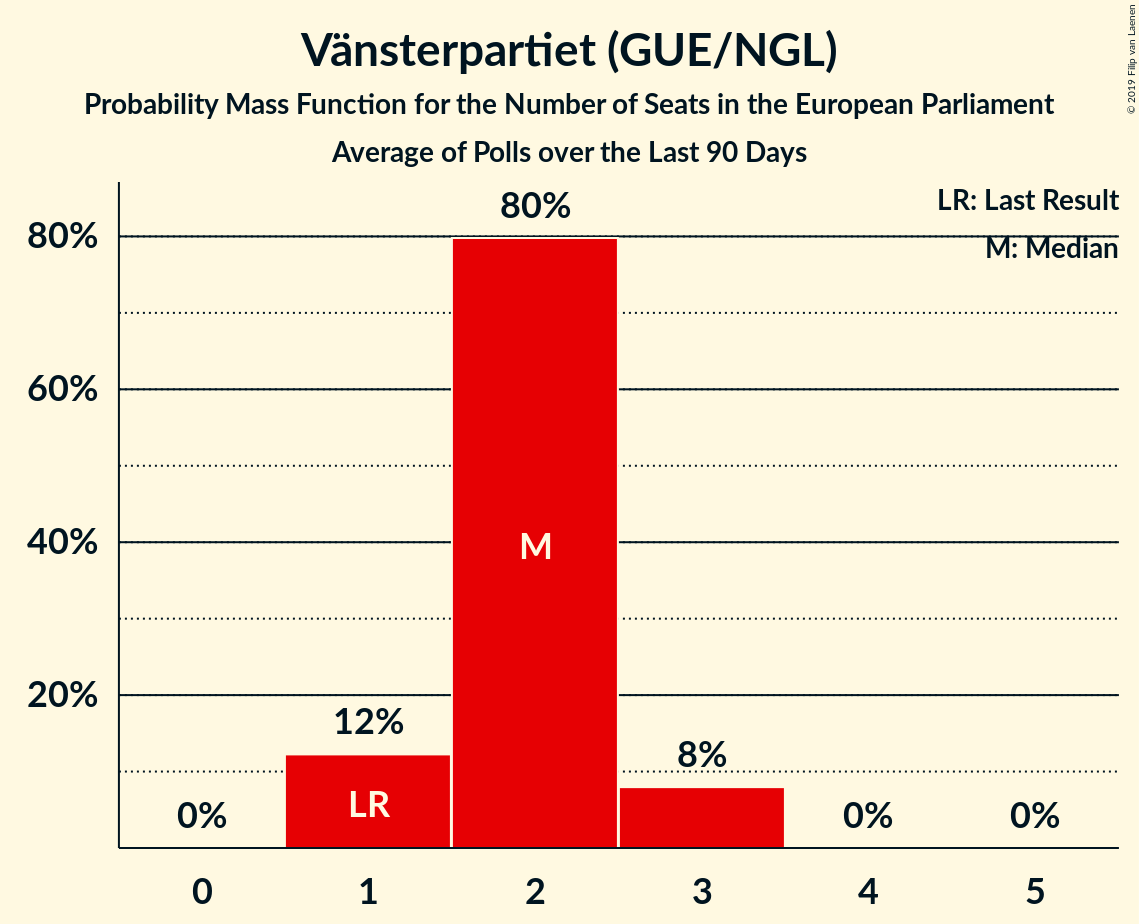 Vänsterpartiet (GUE/NGL)
Probability Mass Function for the Number of Seats in the European Parliament
Average of Polls over the Last 90 Days
© 2019 Filip van Laenen
LR: Last Result
M: Median
80%
60%
40%
20%
0%
12%
80%
8%
0%
0%
LR
M
0 1 2 3 4 5